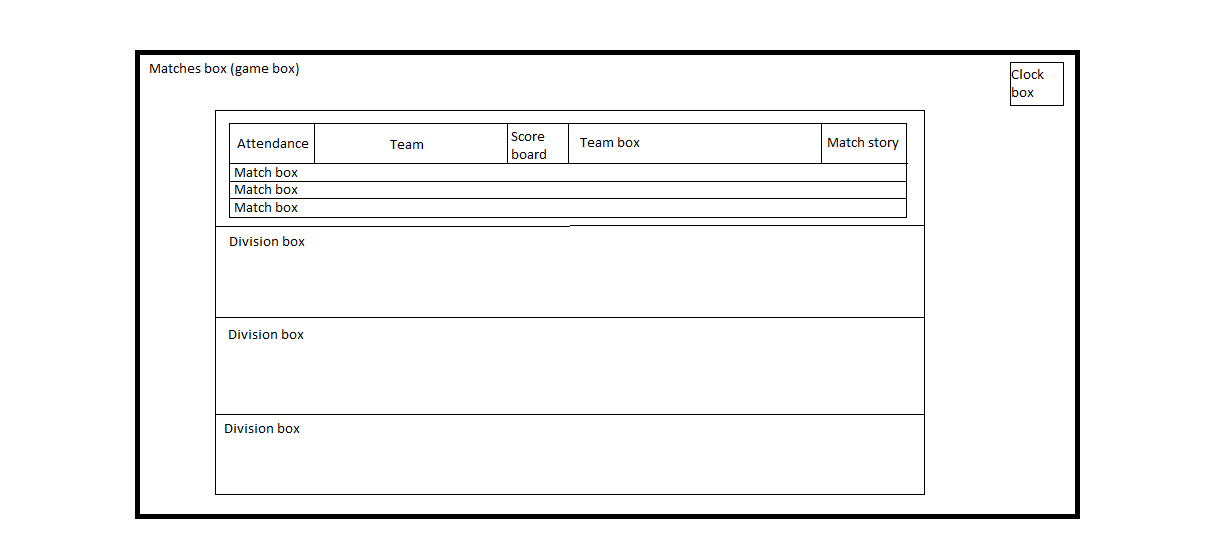 Matches box (game box)
Clock
box
Attendance
Team
Score
board
Team box
Match story
Match box
Match box
Match box
Division box
Division box
Division box